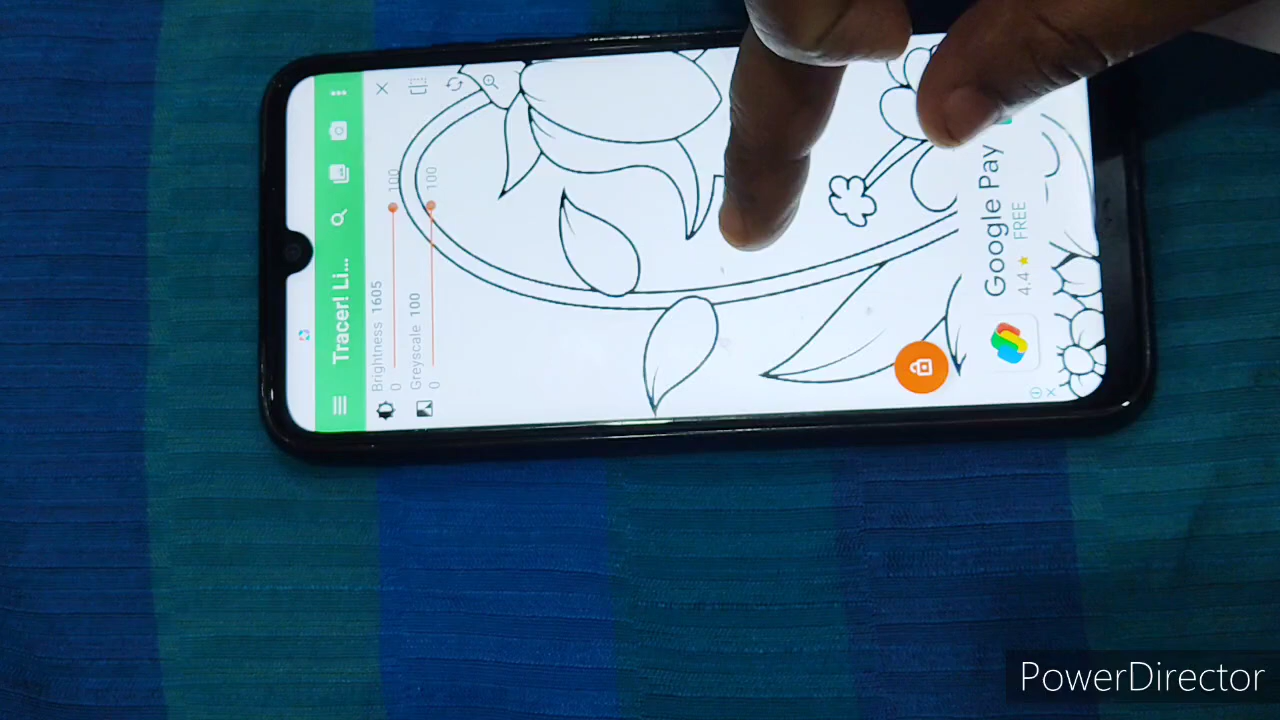 Tracer! Li...
Brightness 1605
0
100
Greyscale 100
0
100
Google Pay
4.4 ★ FREE
PowerDirector